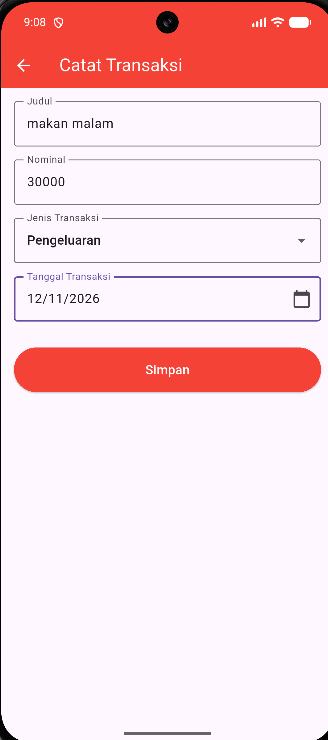 9:08
Catat Transaksi
Judul
makan malam
Nominal
30000
Jenis Transaksi
Pengeluaran
Tanggal Transaksi
12/11/2026
Simpan